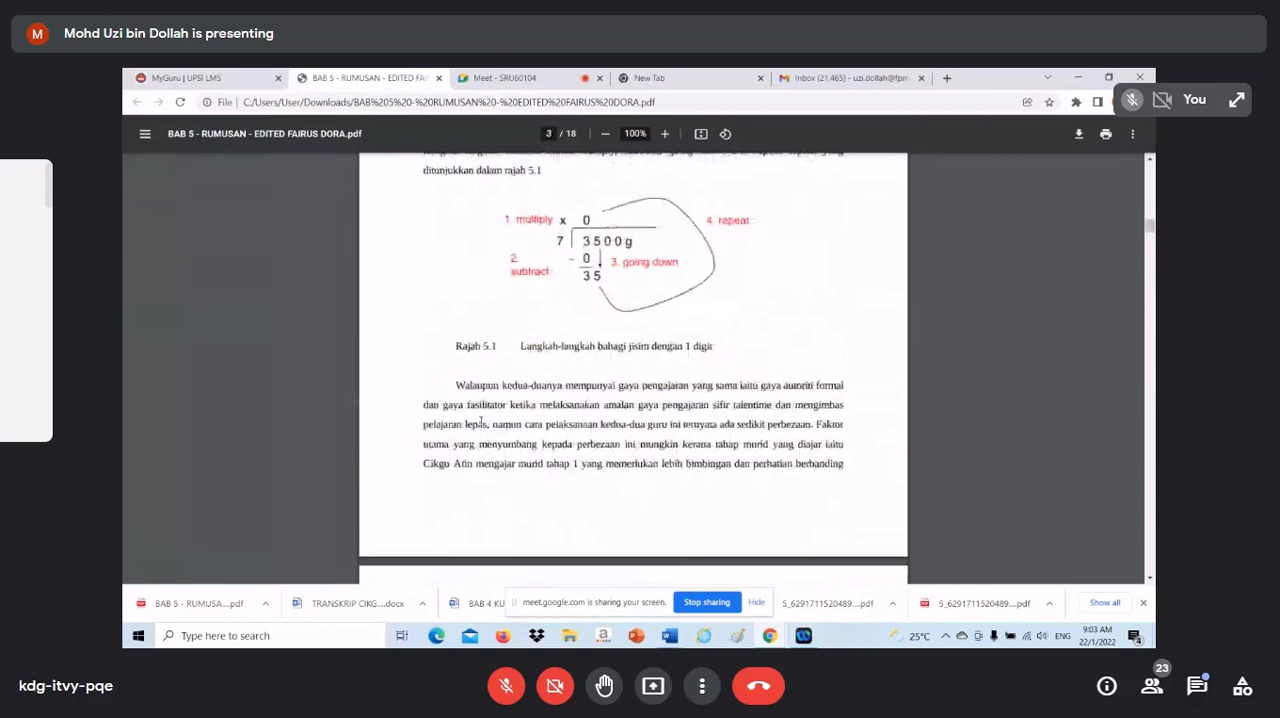 M Mohd Uzi bin Dollah is presenting
MyGuru | UPSI LMS
BAB 5 - RUMUSAN - EDITED FAI
Meet - SRU60104
New Tab
Inbox (21,465) - uzi.dollah@fpm
You
File C:/Users/User/Downloads/BAB%205%20-%20RUMUSAN%20-%20EDITED%20FAIRUS%20DORA.pdf
BAB 5 - RUMUSAN - EDITED FAIRUS DORA.pdf
3 / 18
100%
ditunjukkan dalam rajah 5.1
1. multiply x 0 4. repeat
7 3500g
2. - 0 3. going down
subtract 35
Rajah 5.1 Langkah-langkah bahagi jisim dengan 1 digit
Walaupun kedua-duanya mempunyai gaya pengajaran yang sama iaitu gaya autoriti formal
dan gaya fasilitator ketika melaksanakan amalan gaya pengajaran sifir talentime dan mengimbas
pelajaran lepas, namun cara pelaksanaan kedua-dua guru ini ternyata ada sedikit perbezaan. Faktor
utama yang menyumbang kepada perbezaan ini mungkin kerana tahap murid yang diajar iaitu
Cikgu Atin mengajar murid tahap 1 yang memerlukan lebih bimbingan dan perhatian berbanding
BAB 5 - RUMUSA....pdf
TRANSKRIP CIKG....docx
BAB 4 KU
meet.google.com is sharing your screen.
Stop sharing
Hide
5_6291711520489....pdf
5_6291711520489....pdf
Show all
Type here to search
25°C
ENG
9:03 AM
22/1/2022
4
kdg-itvy-pqe
23